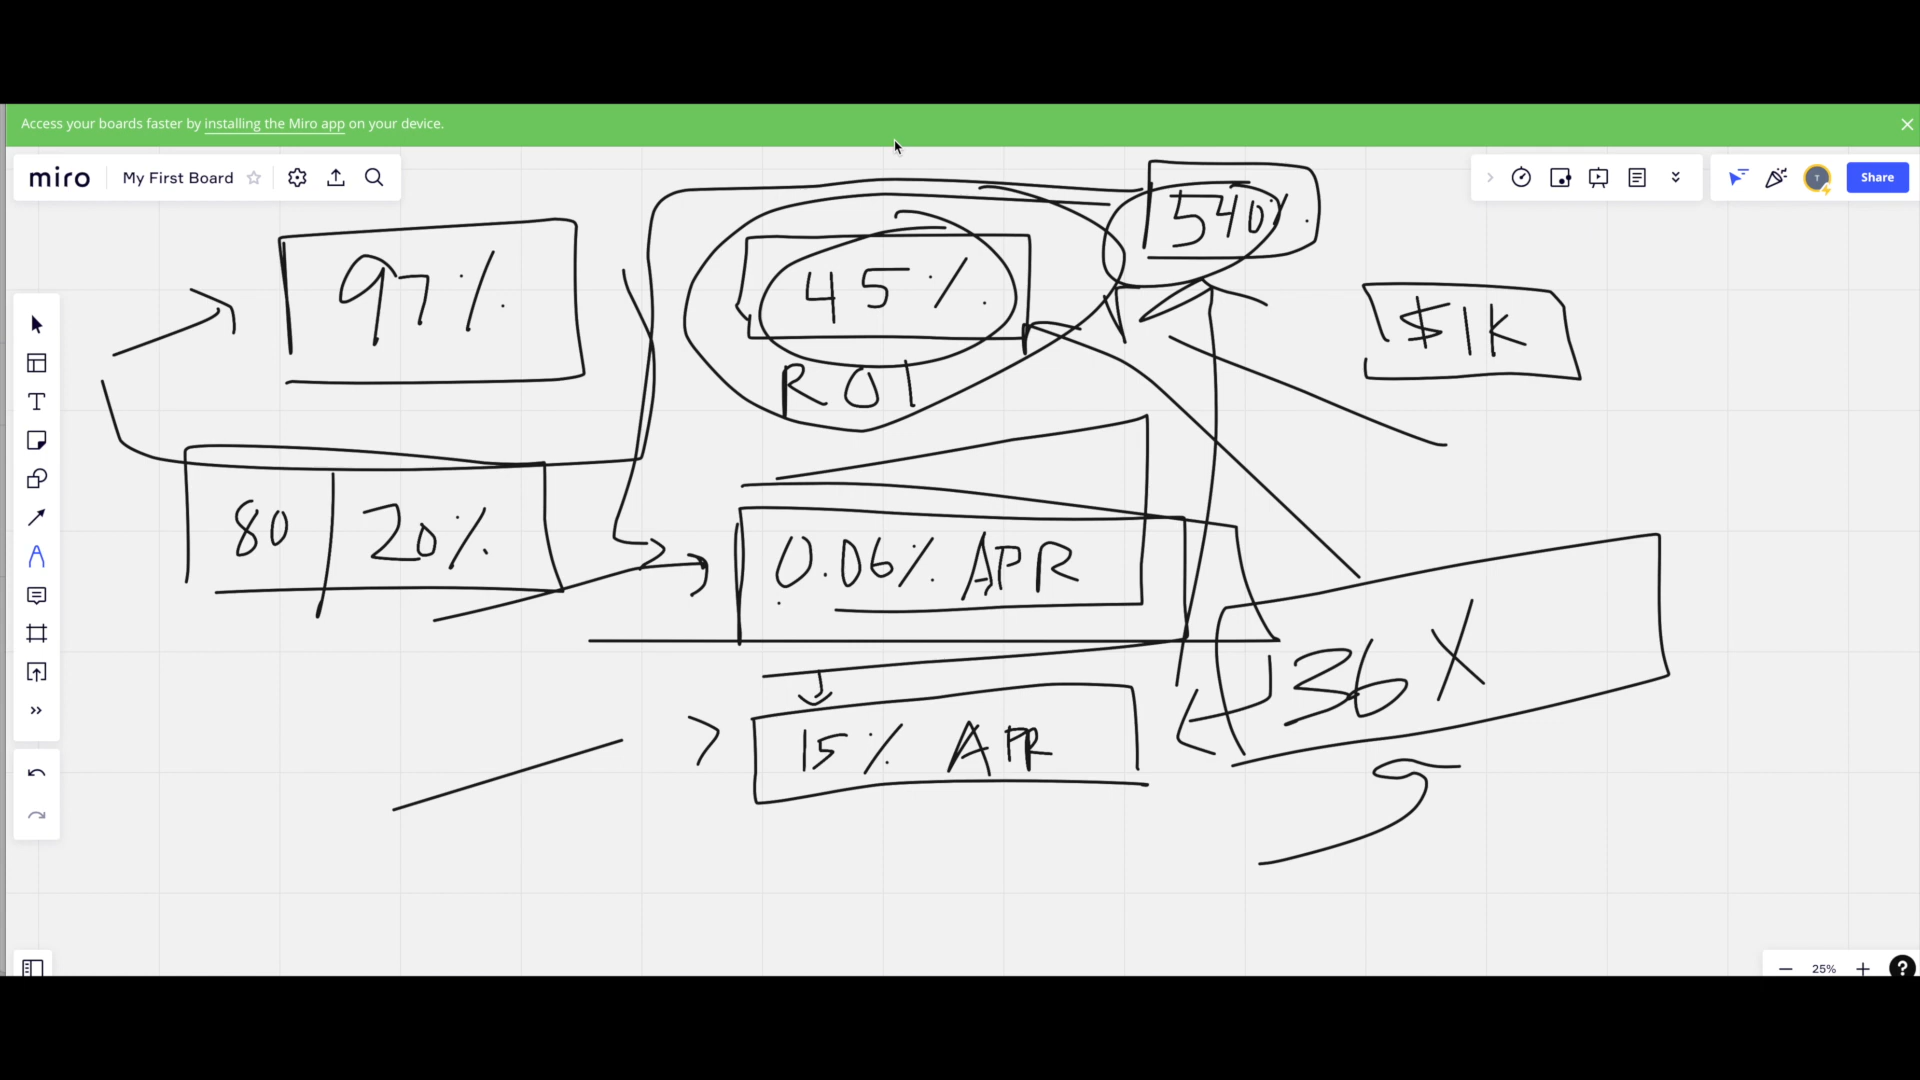 Access your boards faster by installing the Miro app on your device.
miro
My First Board
T
Share
540%.
97%.
45%.
$1K
ROI
80
20%.
0.06%. APR
36X
15%. APR
25%
?